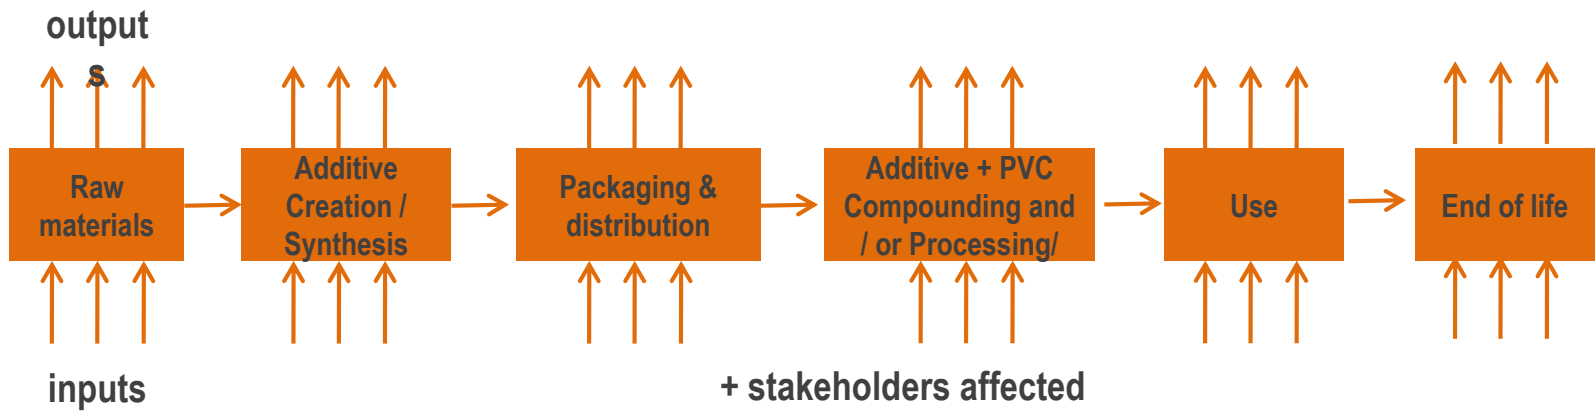 output
s
Raw
materials
Additive
Creation /
Synthesis
Packaging &
distribution
Additive + PVC
Compounding and
/ or Processing/
Use
End of life
inputs
+ stakeholders affected